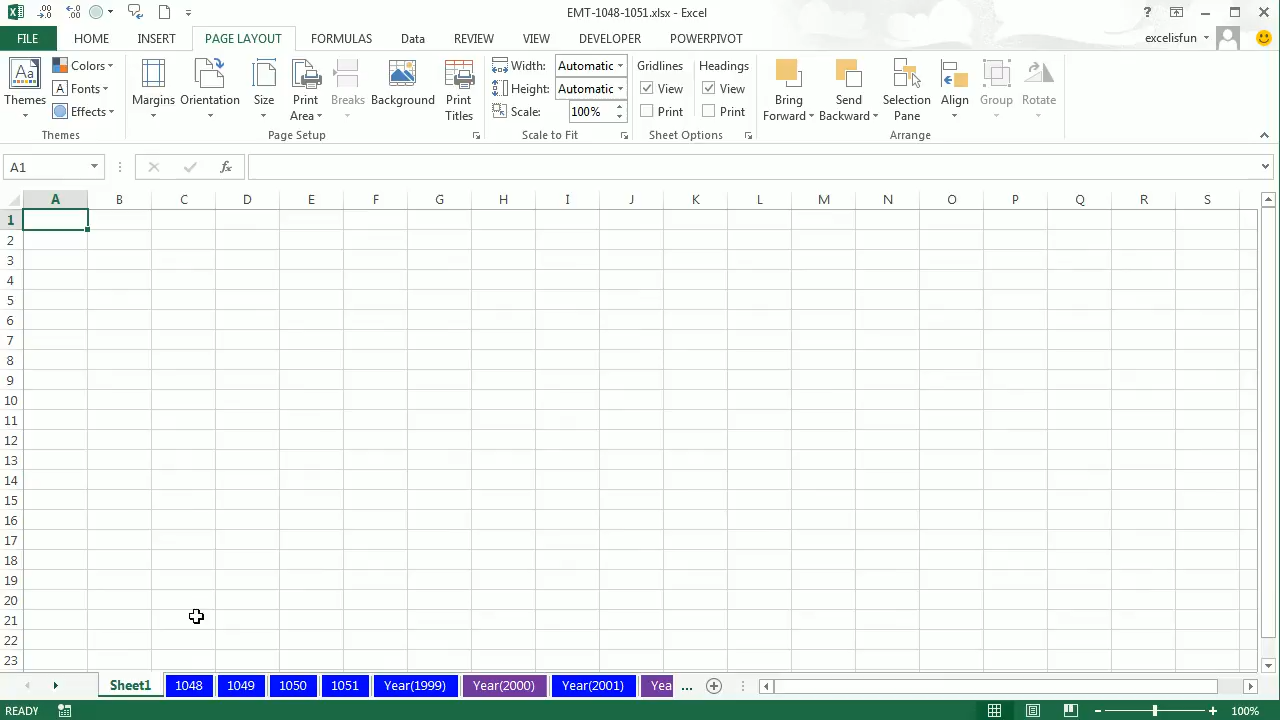 EMT-1048-1051.xlsx - Excel
?
FILE HOME INSERT PAGE LAYOUT FORMULAS Data REVIEW VIEW DEVELOPER POWERPIVOT excelisfun
Themes Colors Fonts Effects
Margins Orientation Size Print Area Breaks Background Print Titles
Width: Automatic
Height: Automatic
Scale: 100%
Gridlines Headings
View View
Print Print
Bring Forward Send Backward Selection Pane Align Group Rotate
Themes Page Setup Scale to Fit Sheet Options Arrange
A1 fx
A B C D E F G H I J K L M N O P Q R S
1
2
3
4
5
6
7
8
9
10
11
12
13
14
15
16
17
18
19
20
21
22
23
Sheet1 1048 1049 1050 1051 Year(1999) Year(2000) Year(2001) Yea ...
READY 100%